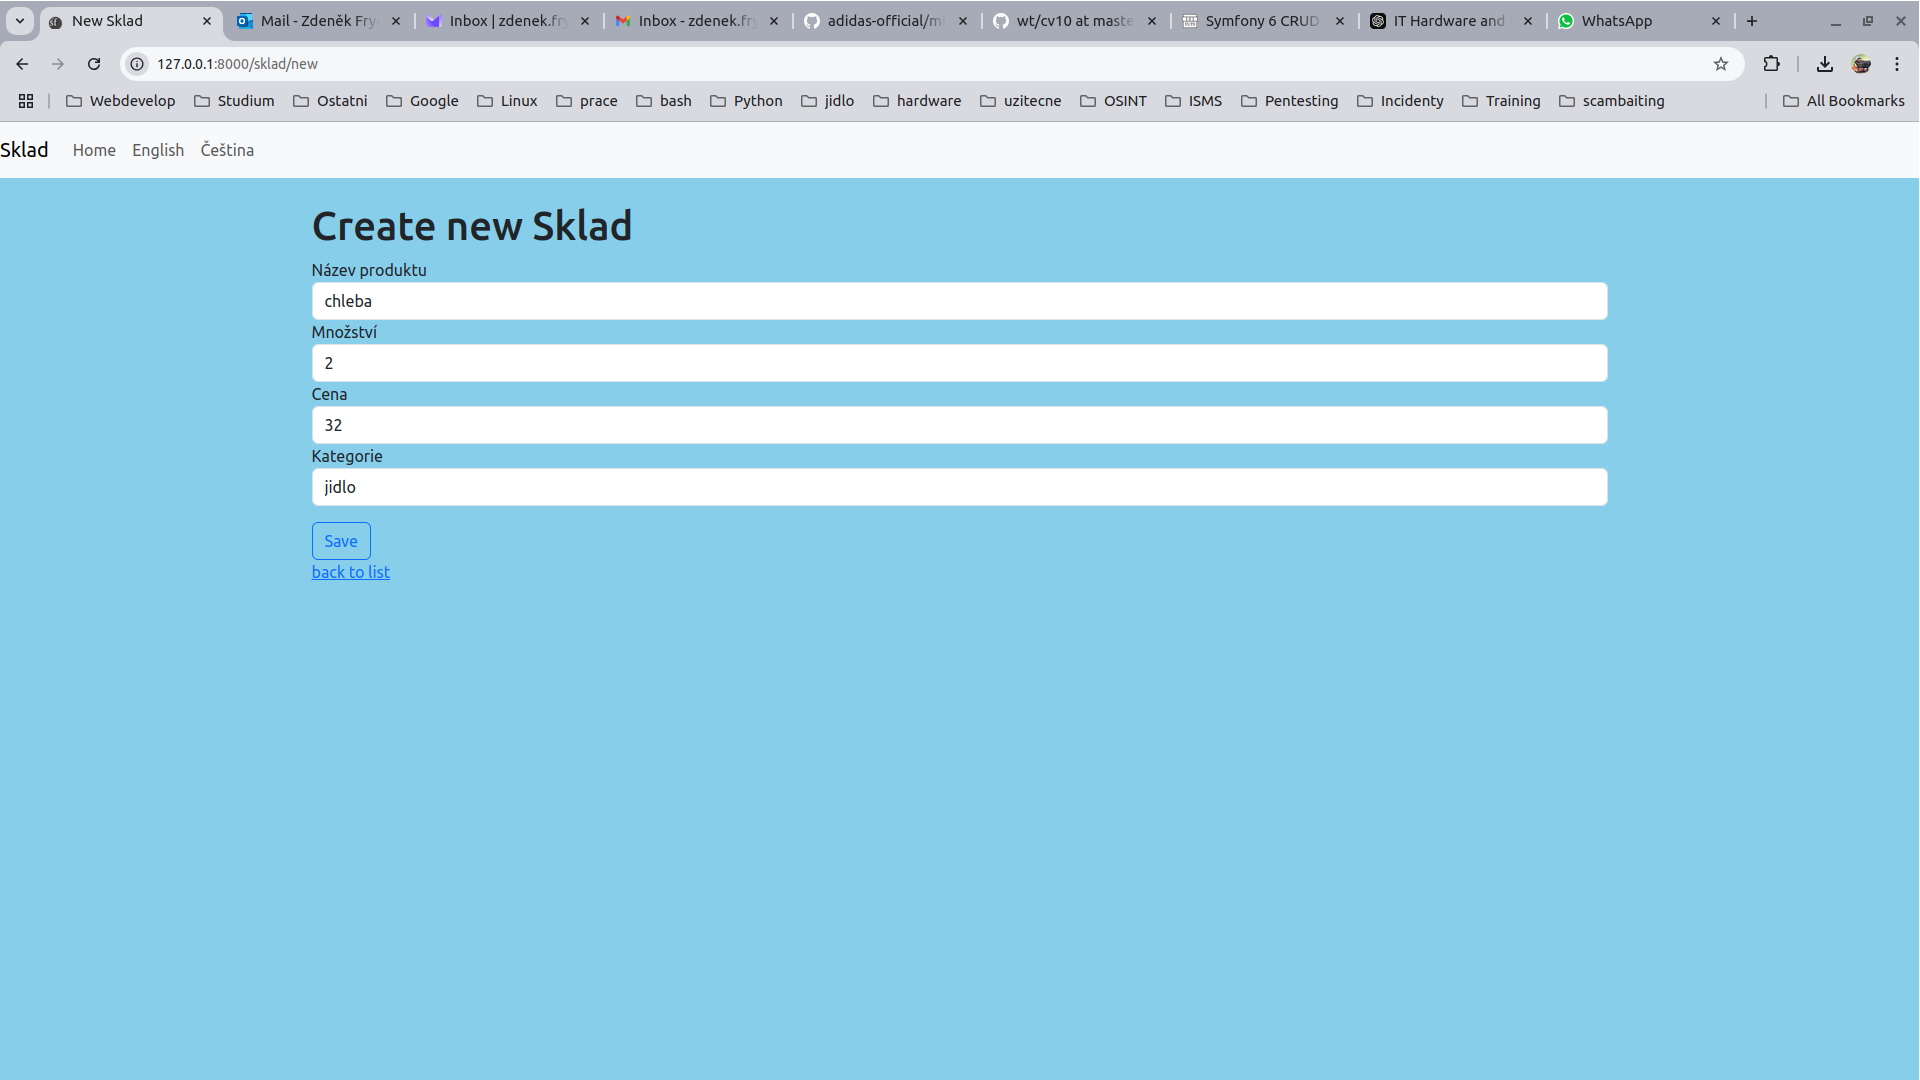 New Sklad Mail - Zdeněk Fry Inbox | zdenek.fry Inbox - zdenek.fry adidas-official/m wt/cv10 at maste Symfony 6 CRUD IT Hardware and WhatsApp
127.0.0.1:8000/sklad/new
Webdevelop Studium Ostatni Google Linux prace bash Python jidlo hardware uzitecne OSINT ISMS Pentesting Incidenty Training scambaiting All Bookmarks
Sklad Home English Čeština
Create new Sklad
Název produktu
chleba
Množství
2
Cena
32
Kategorie
jidlo
Save
back to list